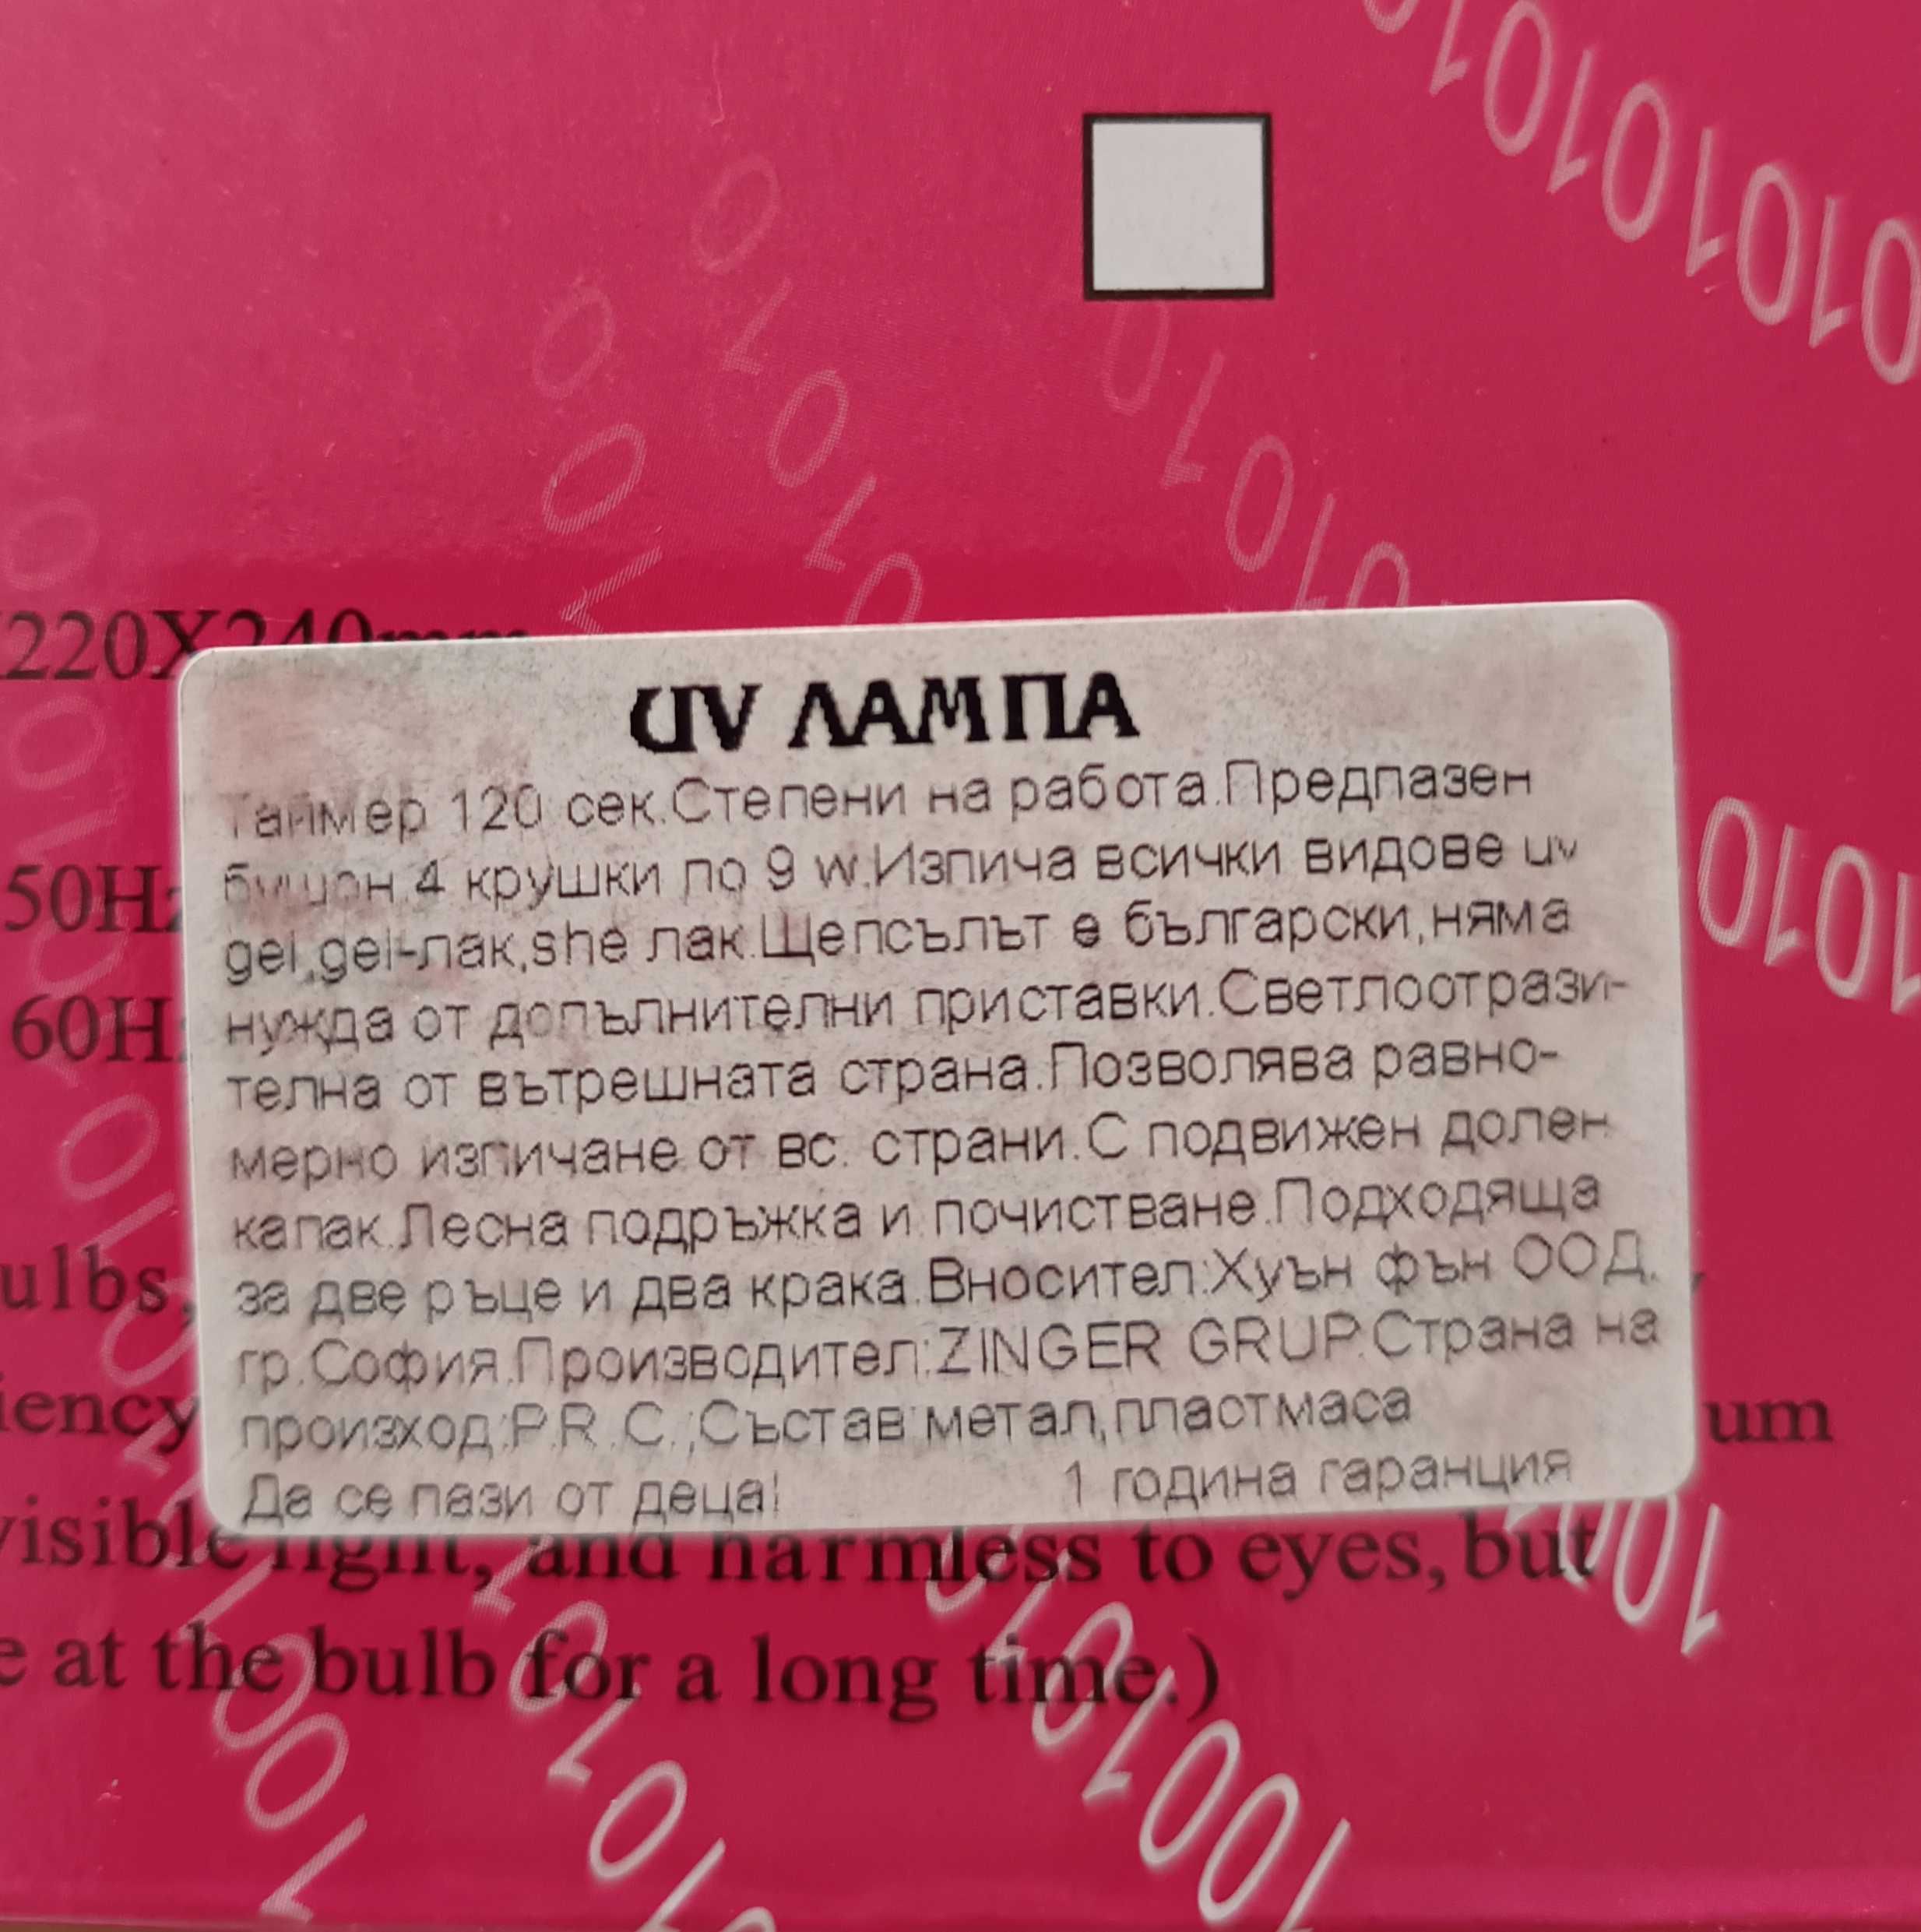 220X240mm
50Hz
60Hz
UV ЛАМПА
Таймер 120 сек.Степени на работа.Предпазен
бушон.4 крушки по 9 w.Изпича всички видове uv
gel,gel-лак,she лак.Щепсълът е български,няма
нужда от допълнителни приставки.Светлоотрази-
телна от вътрешната страна.Позволява равно-
мерно изпичане от вс. страни.С подвижен долен
капак.Лесна подръжка и почистване.Подходяща
за две ръце и два крака.Вносител:Хуън фън ООД,
гр.София.Производител:ZINGER GRUP.Страна на
произход:P.R.C.;Състав:метал,пластмаса
Да се пази от деца! 1 година гаранция
ulbs,
iency um
visible light, and harmless to eyes, but
e at the bulb for a long time.)